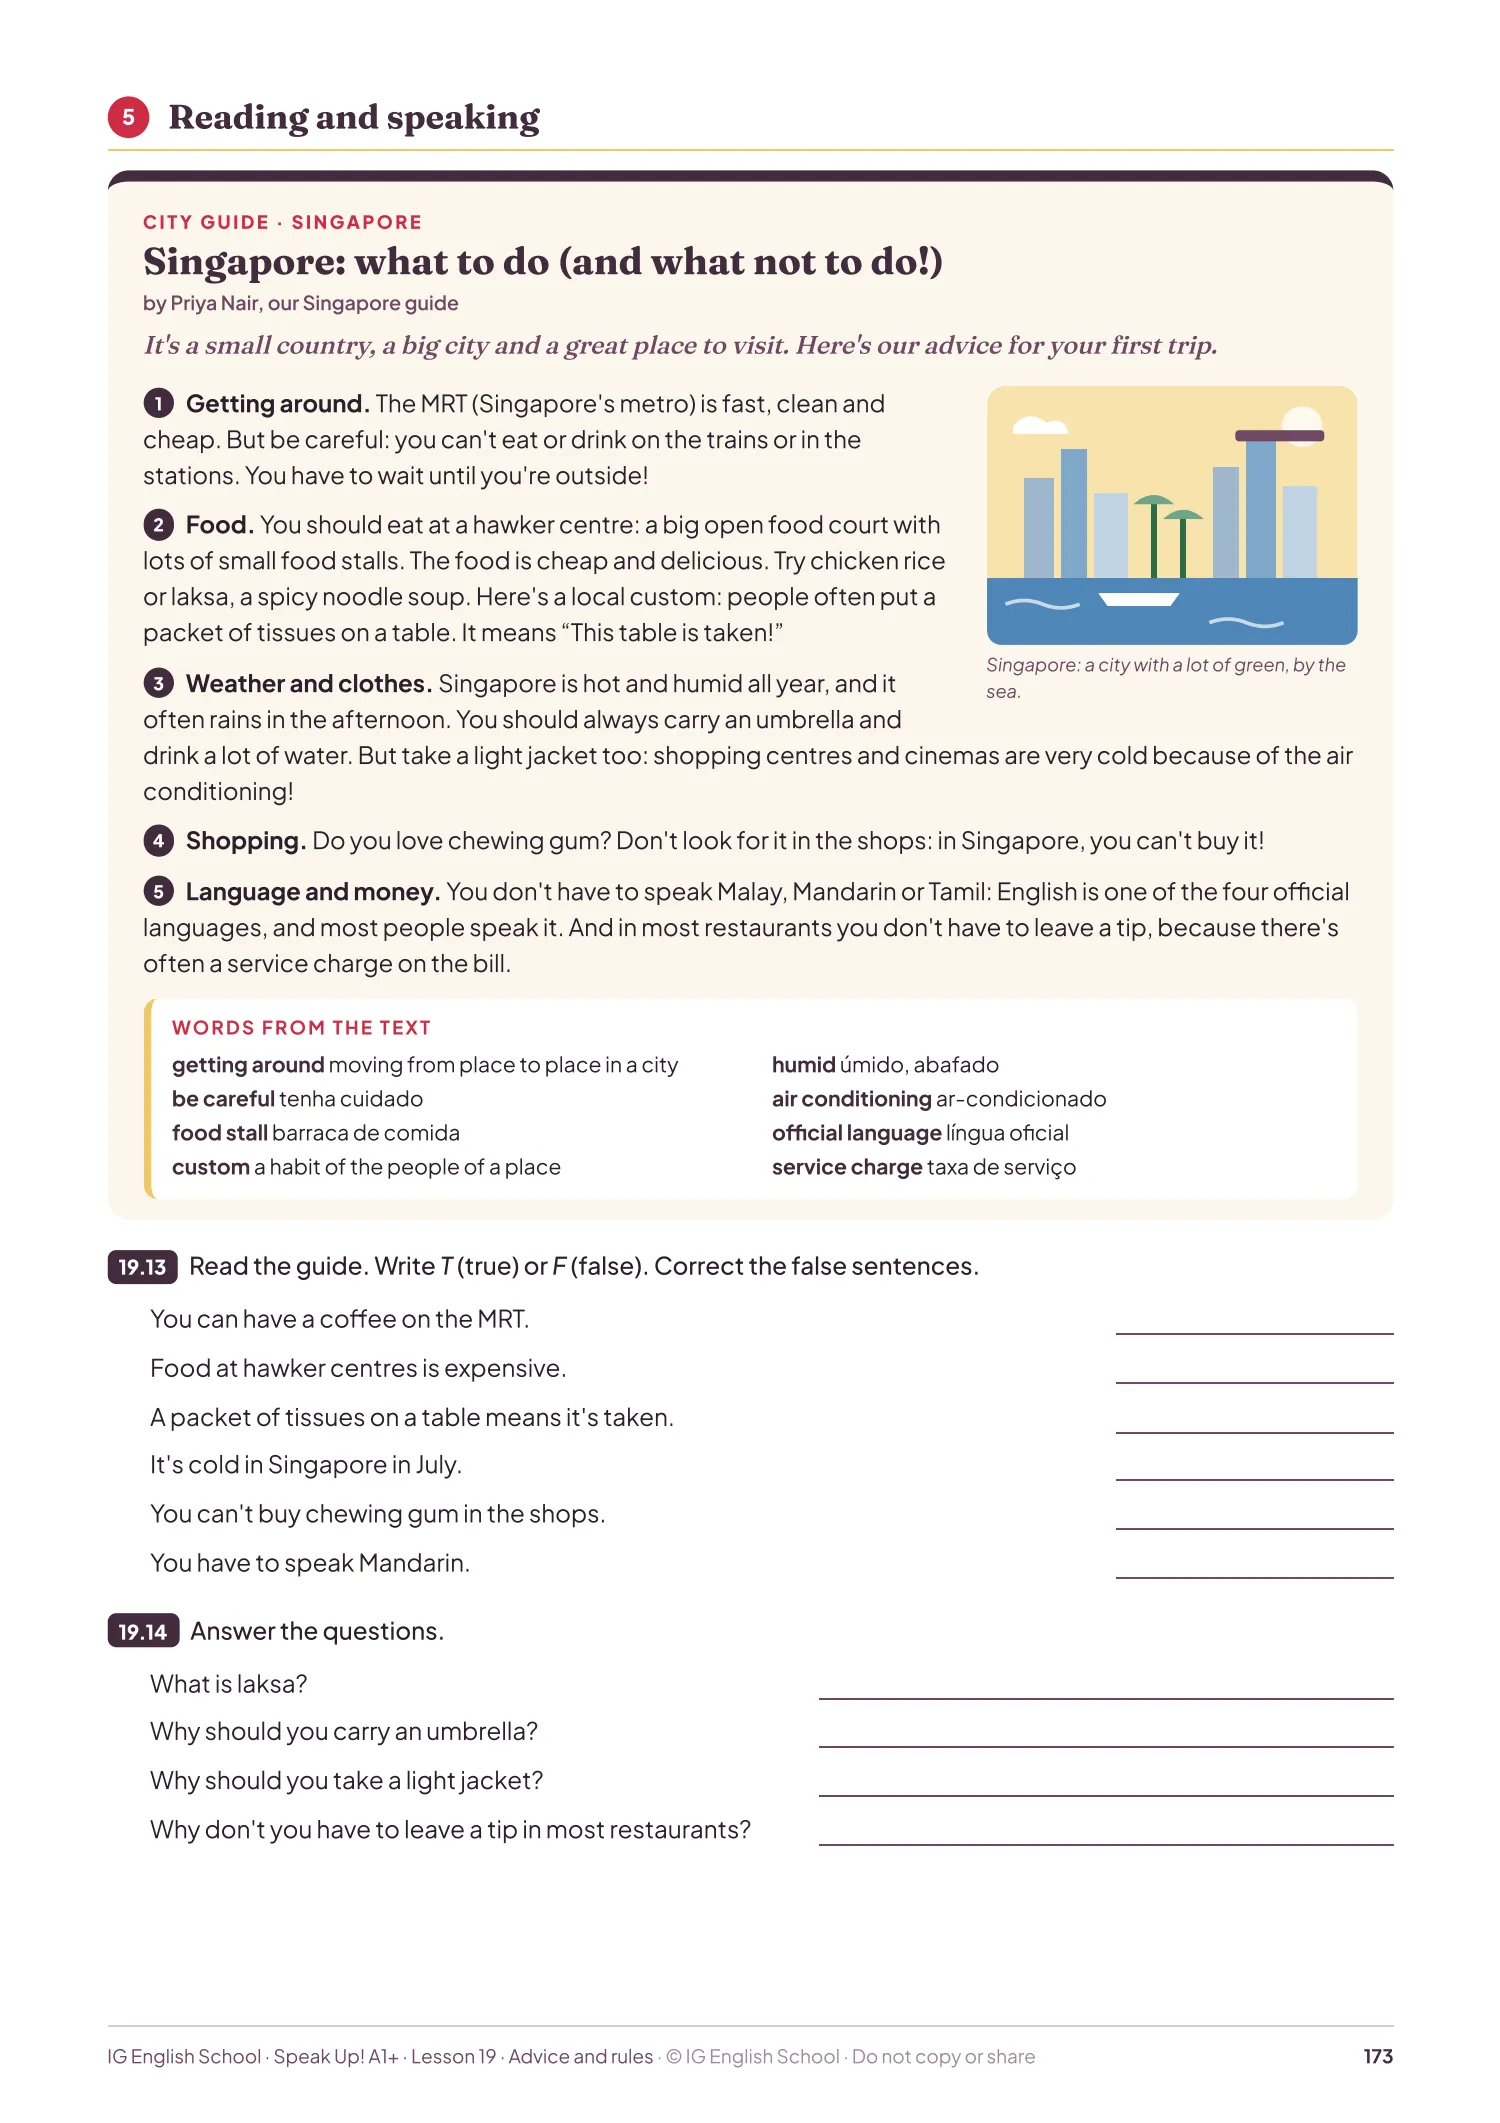 5 Reading and speaking
CITY GUIDE · SINGAPORE
Singapore: what to do (and what not to do!)
by Priya Nair, our Singapore guide
It's a small country, a big city and a great place to visit. Here's our advice for your first trip.
1 Getting around. The MRT (Singapore's metro) is fast, clean and
cheap. But be careful: you can't eat or drink on the trains or in the
stations. You have to wait until you're outside!
2 Food. You should eat at a hawker centre: a big open food court with
lots of small food stalls. The food is cheap and delicious. Try chicken rice
or laksa, a spicy noodle soup. Here's a local custom: people often put a
packet of tissues on a table. It means “This table is taken!”
Singapore: a city with a lot of green, by the
sea.
3 Weather and clothes. Singapore is hot and humid all year, and it
often rains in the afternoon. You should always carry an umbrella and
drink a lot of water. But take a light jacket too: shopping centres and cinemas are very cold because of the air
conditioning!
4 Shopping. Do you love chewing gum? Don't look for it in the shops: in Singapore, you can't buy it!
5 Language and money. You don't have to speak Malay, Mandarin or Tamil: English is one of the four official
languages, and most people speak it. And in most restaurants you don't have to leave a tip, because there's
often a service charge on the bill.
WORDS FROM THE TEXT
getting around moving from place to place in a city
be careful tenha cuidado
food stall barraca de comida
custom a habit of the people of a place
humid úmido, abafado
air conditioning ar-condicionado
official language língua oficial
service charge taxa de serviço
19.13 Read the guide. Write T (true) or F (false). Correct the false sentences.
You can have a coffee on the MRT.
Food at hawker centres is expensive.
A packet of tissues on a table means it's taken.
It's cold in Singapore in July.
You can't buy chewing gum in the shops.
You have to speak Mandarin.
19.14 Answer the questions.
What is laksa?
Why should you carry an umbrella?
Why should you take a light jacket?
Why don't you have to leave a tip in most restaurants?
IG English School · Speak Up! A1+ · Lesson 19 · Advice and rules · © IG English School · Do not copy or share 173